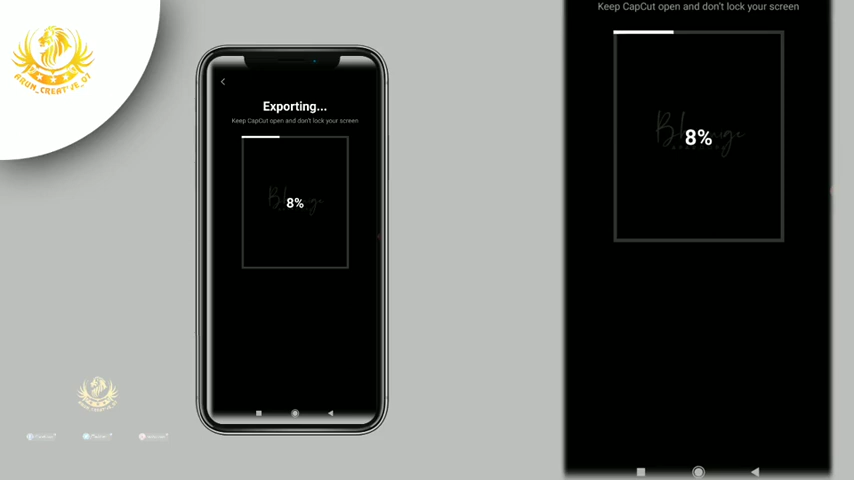 ARUN_CREATIVE_07
Exporting...
Keep CapCut open and don't lock your screen
8%
Keep CapCut open and don't lock your screen
8%